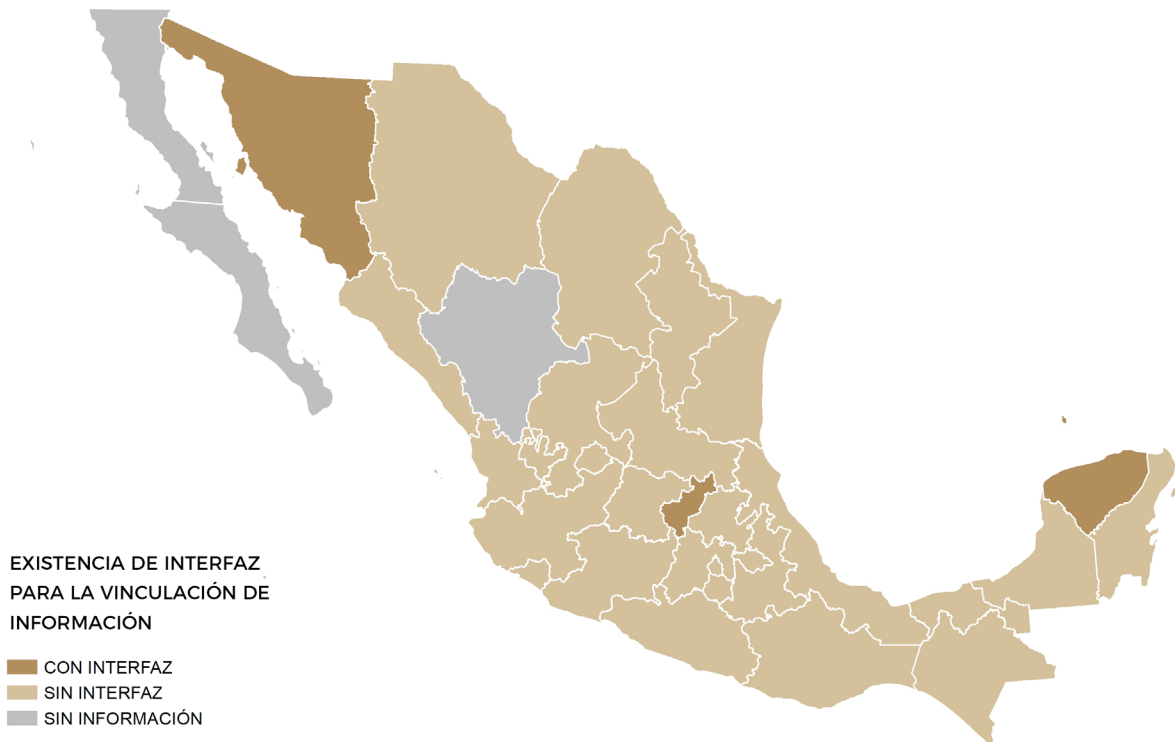 EXISTENCIA DE INTERFAZ
PARA LA VINCULACIÓN DE
INFORMACIÓN
CON INTERFAZ
SIN INTERFAZ
SIN INFORMACIÓN